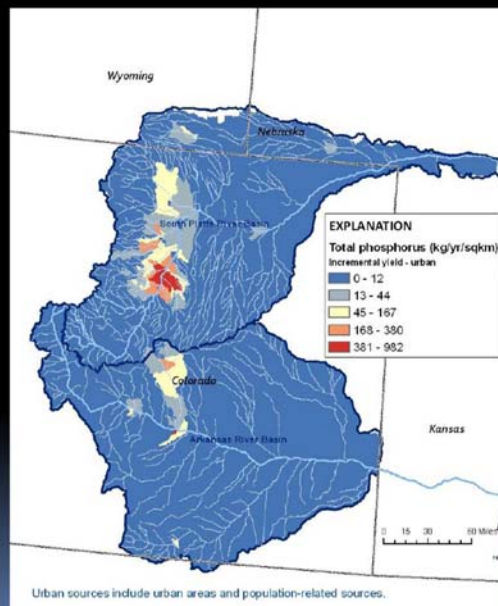 Wyoming
Nebraska
South Platte River Basin
EXPLANATION
Total phosphorus (kg/yr/sqkm)
Incremental yield - urban
0 - 12
13 - 44
45 - 167
168 - 380
381 - 982
Colorado
Kansas
Arkansas River Basin
0 15 30 60 Miles
Urban sources include urban areas and population-related sources.